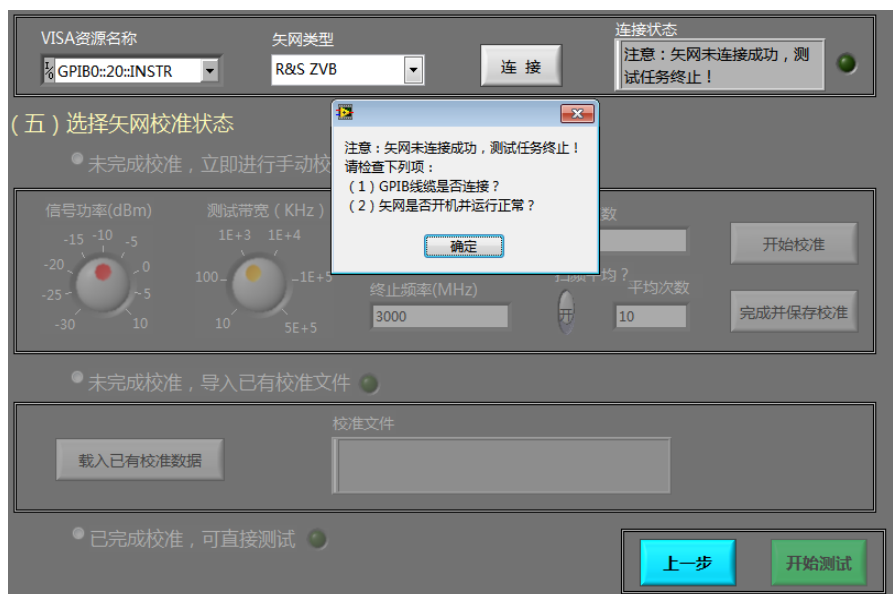 VISA资源名称
矢网类型
连接状态
GPIB0::20::INSTR
R&S ZVB
连 接
注意:矢网未连接成功,测
试任务终止!
(五)选择矢网校准状态
未完成校准,立即进行手动校
注意:矢网未连接成功,测试任务终止!
请检查下列项:
(1)GPIB线缆是否连接?
(2)矢网是否开机并运行正常?
确定
信号功率(dBm)
-30
-25
-20
-15
-10
-5
0
5
10
测试带宽(KHz)
10
100
1E+3
1E+4
1E+5
5E+5
数
终止频率(MHz)
3000
平均?
开
平均次数
10
开始校准
完成并保存校准
未完成校准,导入已有校准文件
载入已有校准数据
校准文件
已完成校准,可直接测试
上一步
开始测试